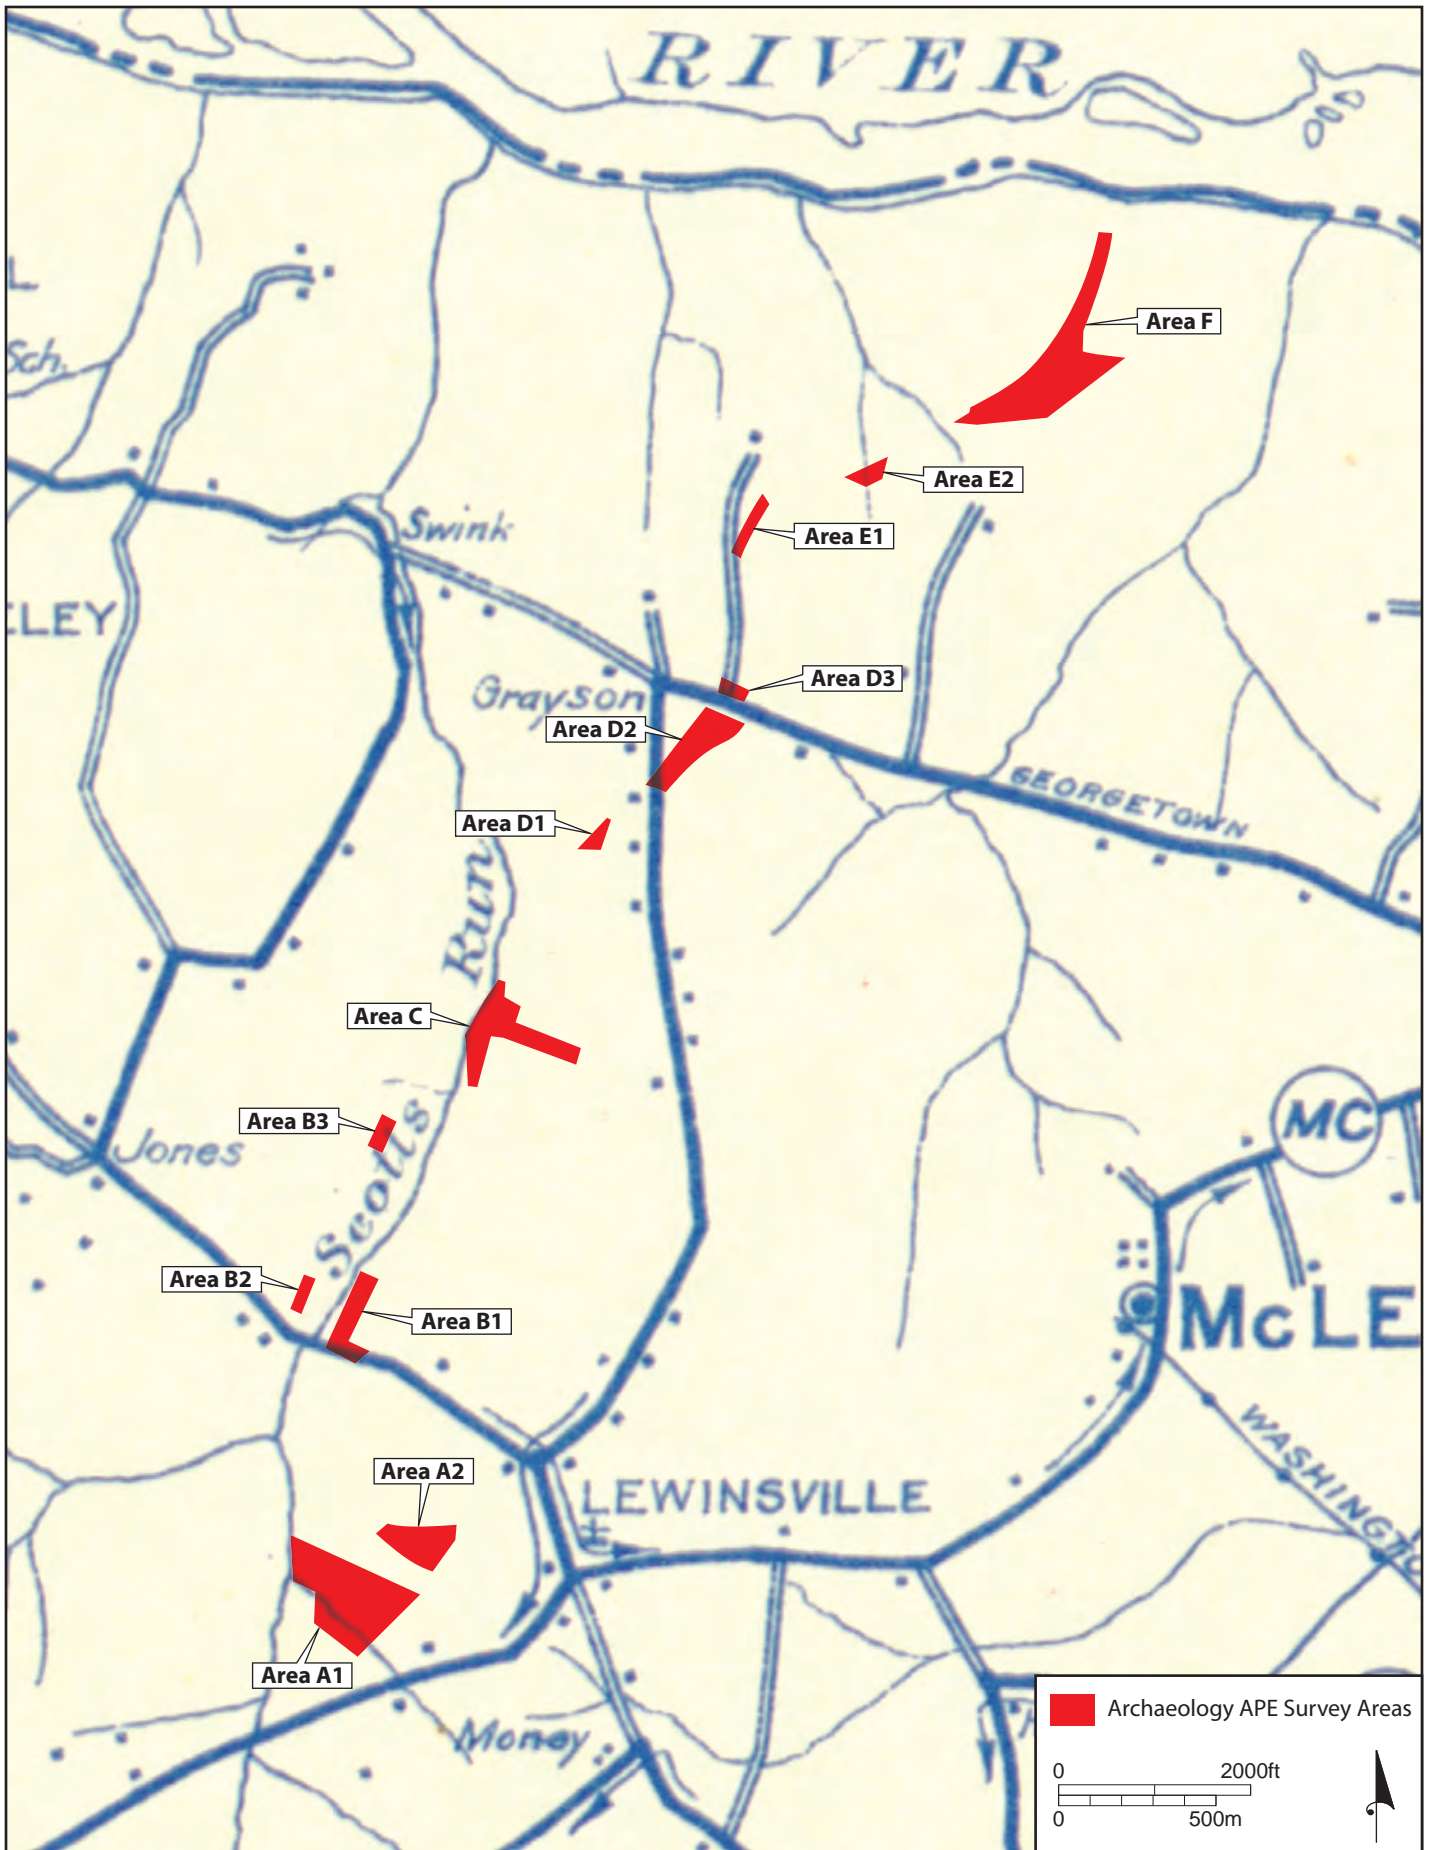 RIVER
L
Sch.
Area F
Area E2
Swink
Area E1
LEY
Area D3
Grayson
Area D2
GEORGETOWN
Area D1
Run
Area C
MC
Area B3
Jones
Scotts
Area B2
Area B1
McLE
WASHINGTO
Area A2
LEWINSVILLE
Area A1
Money
Archaeology APE Survey Areas
0 2000ft
0 500m